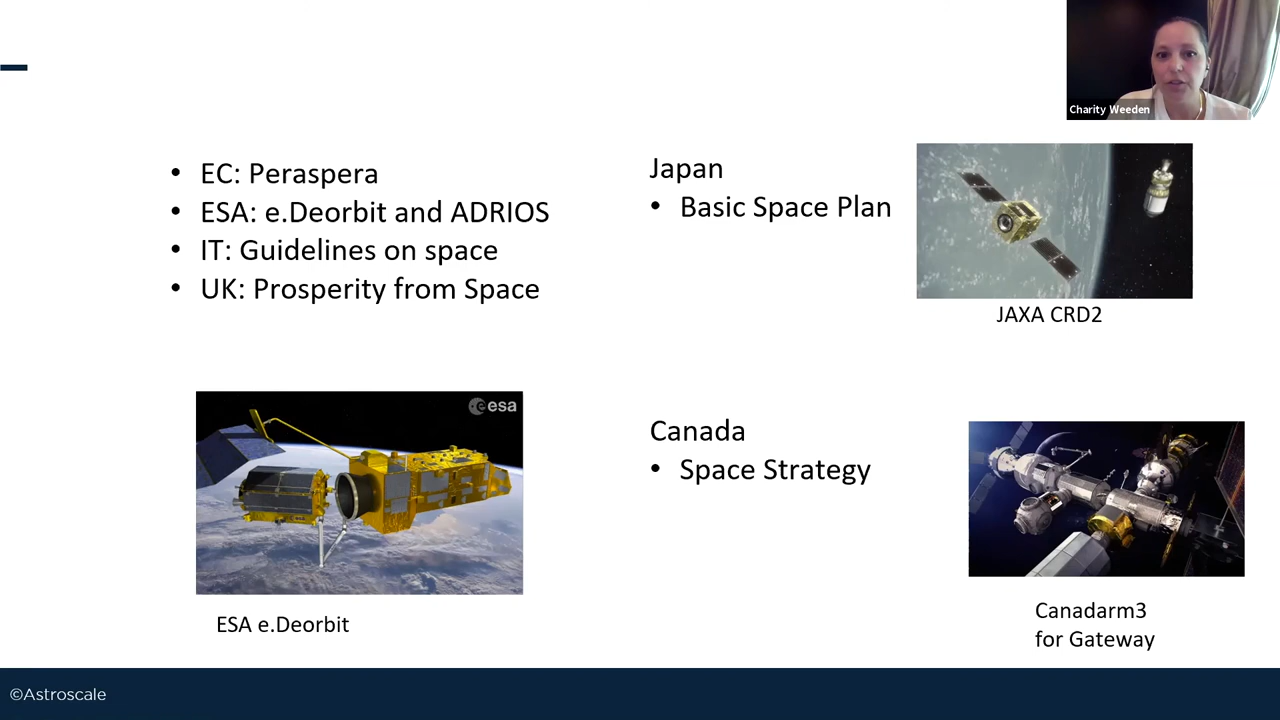 Charity Weeden
• EC: Peraspera
• ESA: e.Deorbit and ADRIOS
• IT: Guidelines on space
• UK: Prosperity from Space
Japan
• Basic Space Plan
JAXA CRD2
esa
ESA e.Deorbit
Canada
• Space Strategy
Canadarm3
for Gateway
©Astroscale